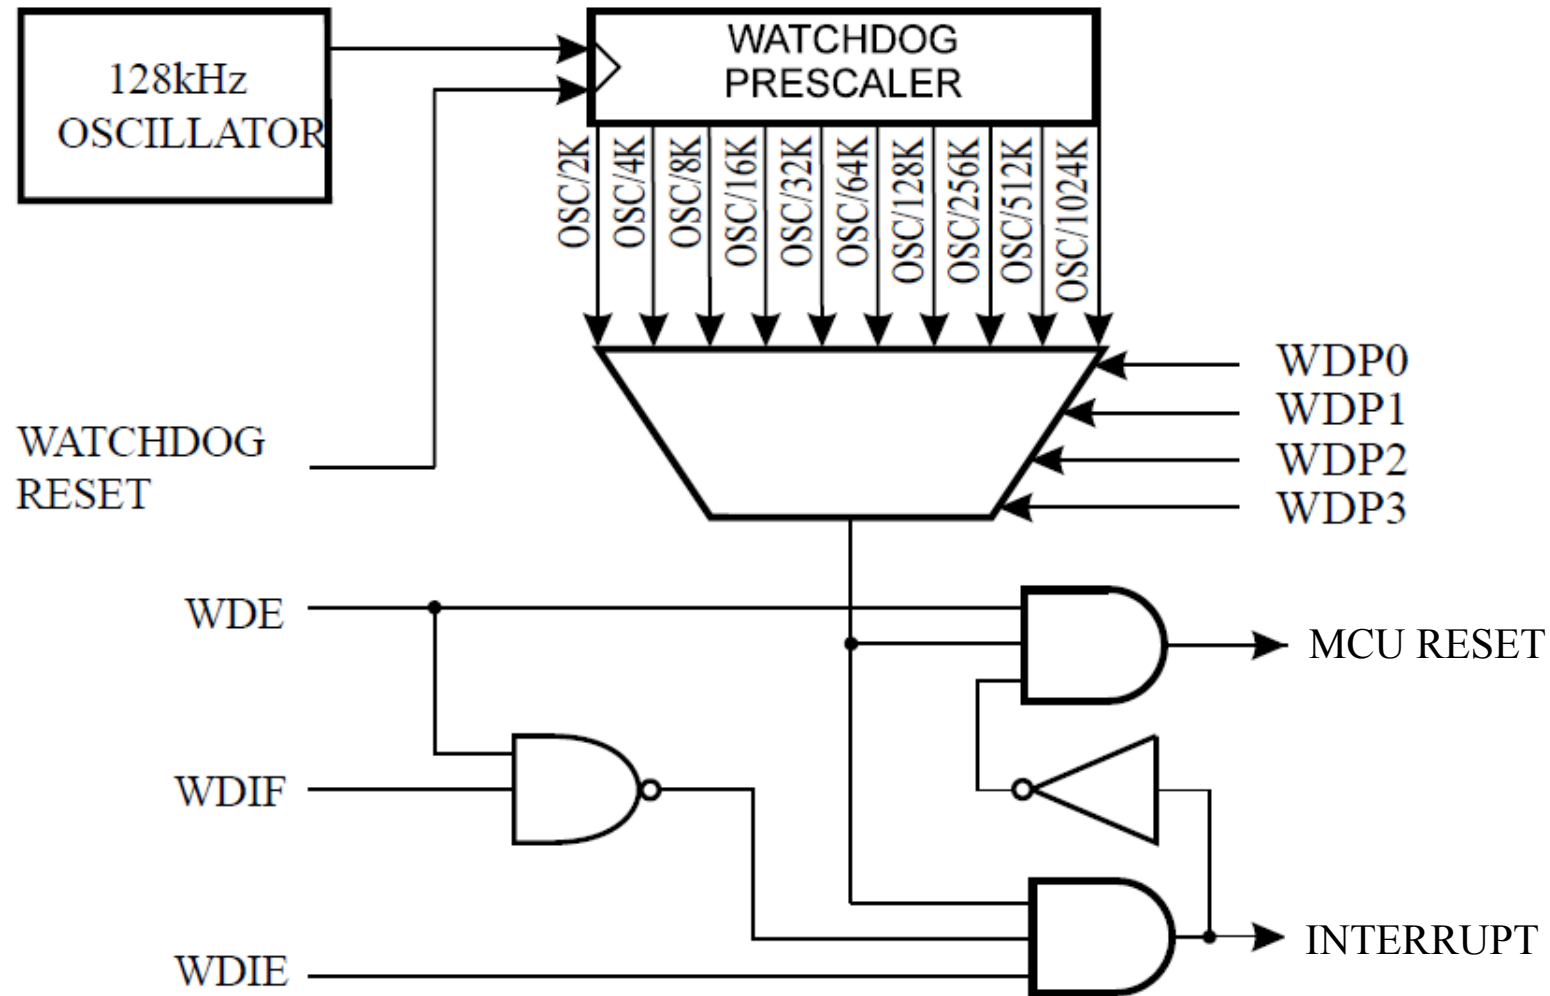 128kHz
OSCILLATOR
WATCHDOG
PRESCALER
OSC/2K
OSC/4K
OSC/8K
OSC/16K
OSC/32K
OSC/64K
OSC/128K
OSC/256K
OSC/512K
OSC/1024K
WDP0
WDP1
WDP2
WDP3
WATCHDOG
RESET
WDE
MCU RESET
WDIF
INTERRUPT
WDIE